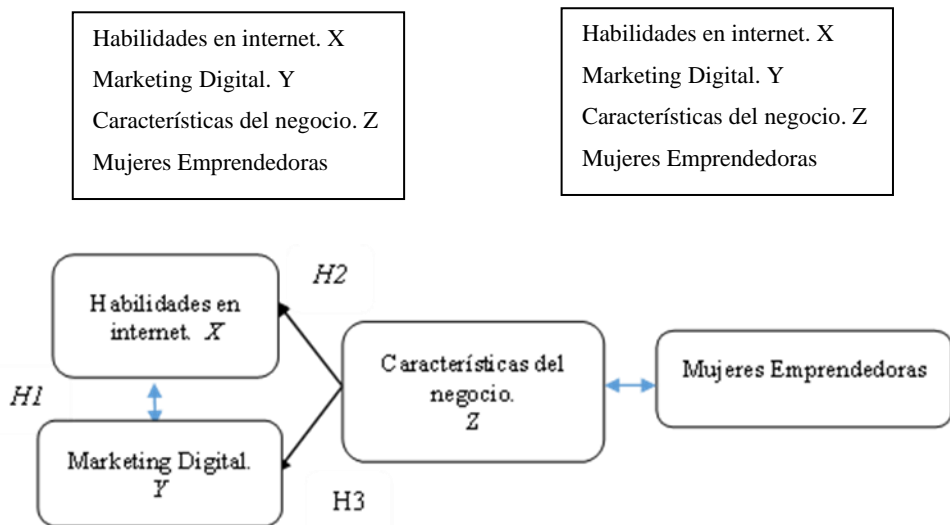 Habilidades en internet. X
Marketing Digital. Y
Características del negocio. Z
Mujeres Emprendedoras
Habilidades en internet. X
Marketing Digital. Y
Características del negocio. Z
Mujeres Emprendedoras
H2
Habilidades en
internet. X
Características del
negocio.
Z
Mujeres Emprendedoras
H1
Marketing Digital.
Y
H3